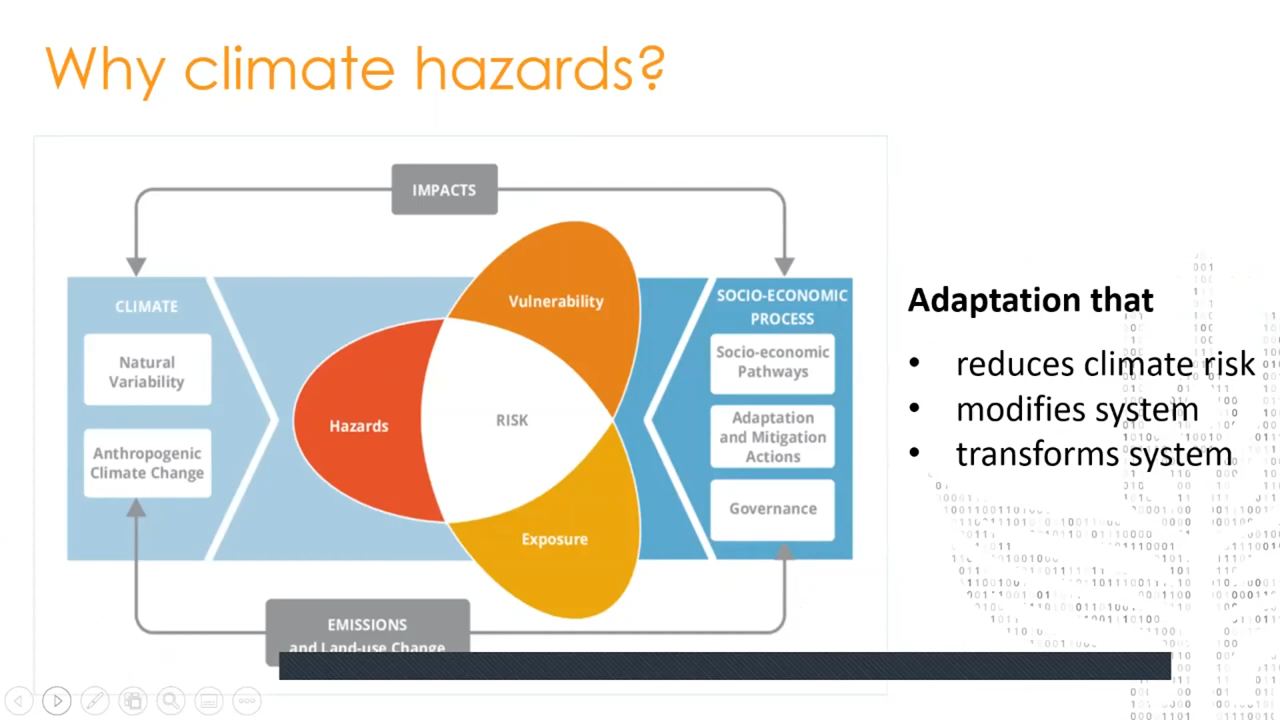 Why climate hazards?
IMPACTS
CLIMATE
Natural
Variability
Anthropogenic
Climate Change
Vulnerability
Hazards
RISK
Exposure
SOCIO-ECONOMIC
PROCESS
Socio-economic
Pathways
Adaptation
and Mitigation
Actions
Governance
EMISSIONS
and Land-use Change
Adaptation that
• reduces climate risk
• modifies system
• transforms system